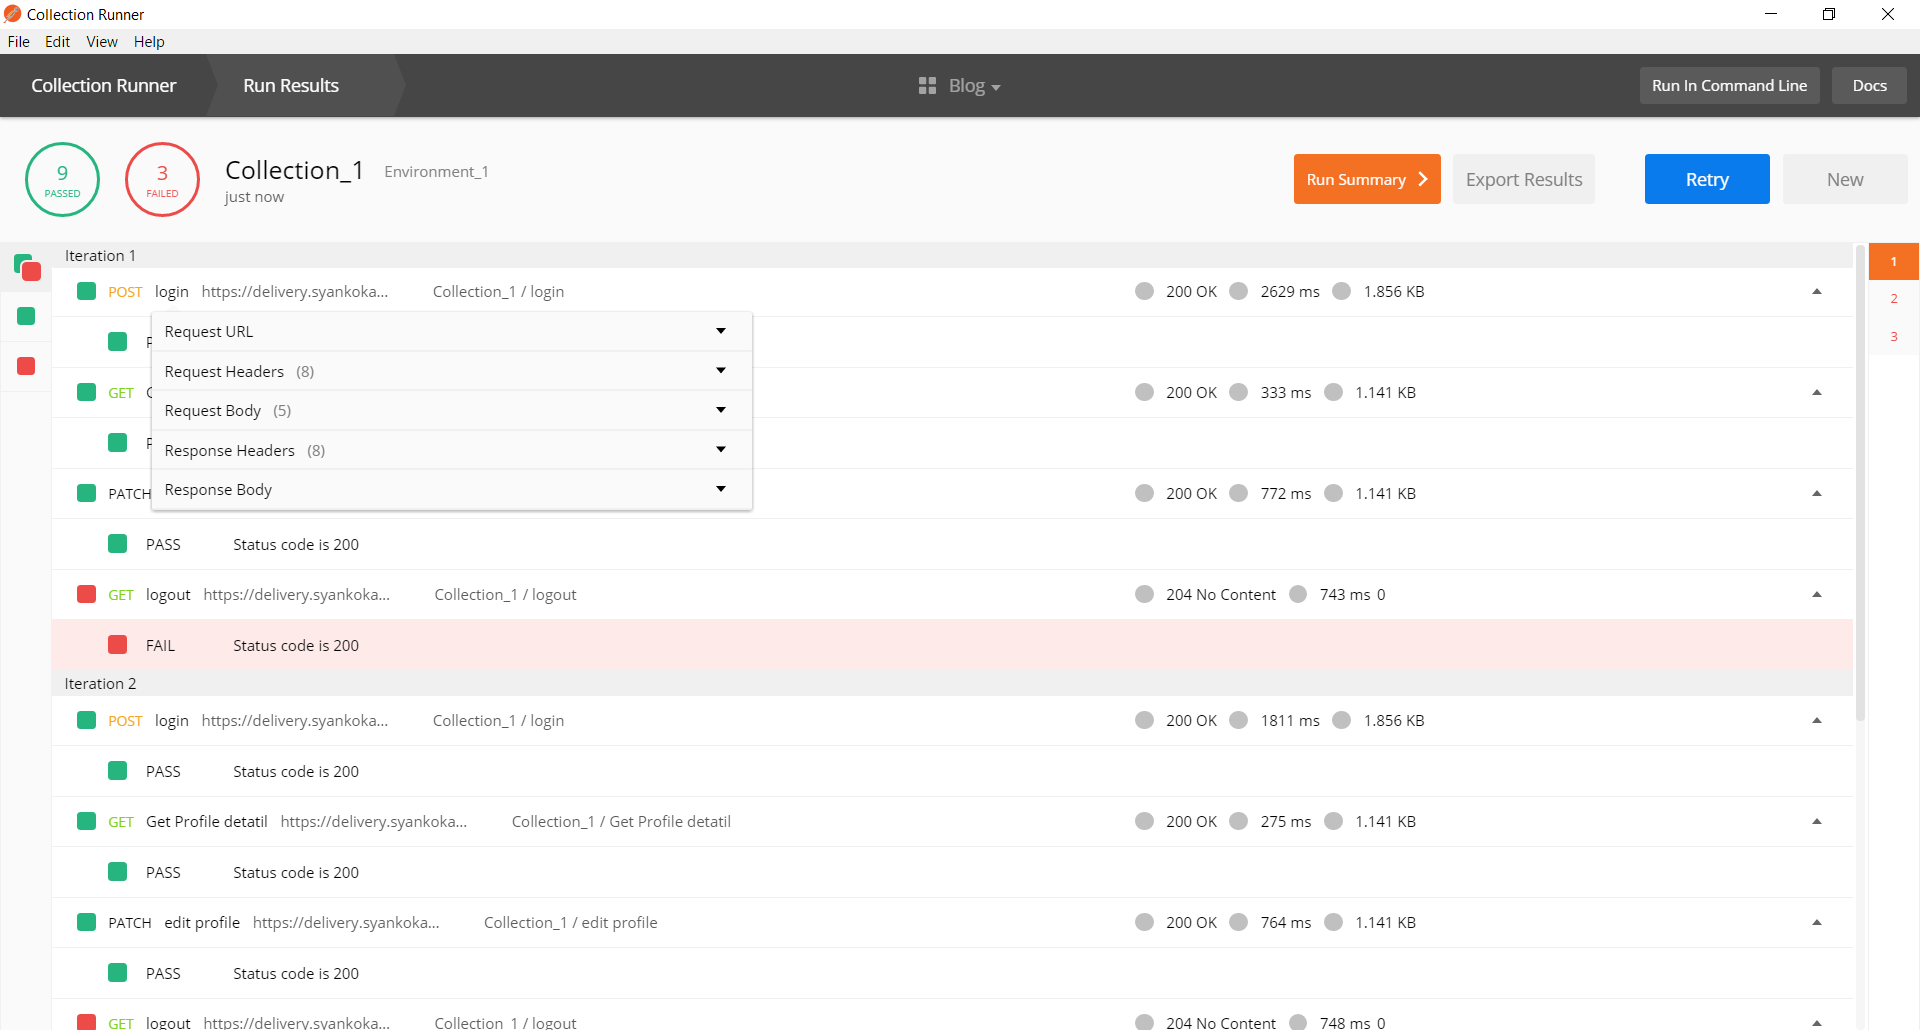 Collection Runner
File Edit View Help
Collection Runner Run Results Blog Run In Command Line Docs
9 PASSED
3 FAILED
Collection_1 Environment_1
just now
Run Summary Export Results Retry New
Iteration 1
1
2
3
POST login https://delivery.syankoka... Collection_1 / login 200 OK 2629 ms 1.856 KB
Request URL
Request Headers (8)
GET 200 OK 333 ms 1.141 KB
Request Body (5)
Response Headers (8)
PATCH 200 OK 772 ms 1.141 KB
Response Body
PASS Status code is 200
GET logout https://delivery.syankoka... Collection_1 / logout 204 No Content 743 ms 0
FAIL Status code is 200
Iteration 2
POST login https://delivery.syankoka... Collection_1 / login 200 OK 1811 ms 1.856 KB
PASS Status code is 200
GET Get Profile detatil https://delivery.syankoka... Collection_1 / Get Profile detatil 200 OK 275 ms 1.141 KB
PASS Status code is 200
PATCH edit profile https://delivery.syankoka... Collection_1 / edit profile 200 OK 764 ms 1.141 KB
PASS Status code is 200
GET logout https://delivery.syankoka... Collection_1 / logout 204 No Content 748 ms 0